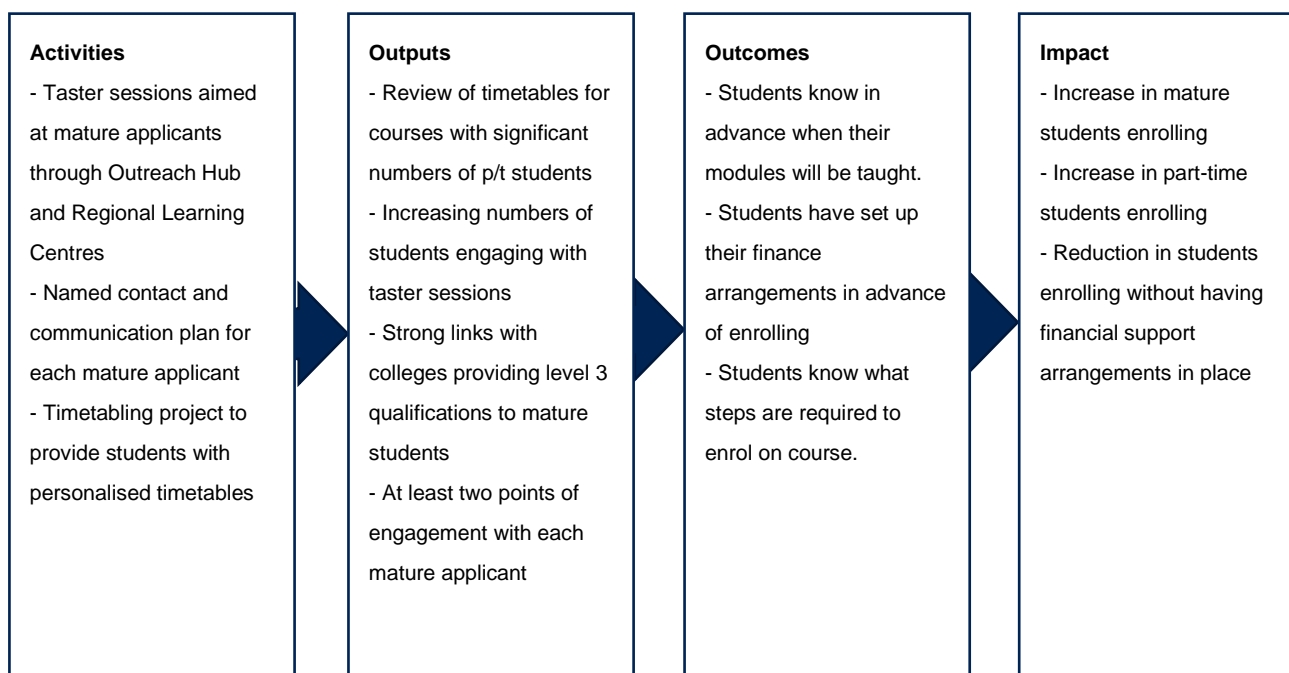 Activities
- Taster sessions aimed
at mature applicants
through Outreach Hub
and Regional Learning
Centres
- Named contact and
communication plan for
each mature applicant
- Timetabling project to
provide students with
personalised timetables
Outputs
- Review of timetables for
courses with significant
numbers of p/t students
- Increasing numbers of
students engaging with
taster sessions
- Strong links with
colleges providing level 3
qualifications to mature
students
- At least two points of
engagement with each
mature applicant
Outcomes
- Students know in
advance when their
modules will be taught.
- Students have set up
their finance
arrangements in advance
of enrolling
- Students know what
steps are required to
enrol on course.
Impact
- Increase in mature
students enrolling
- Increase in part-time
students enrolling
- Reduction in students
enrolling without having
financial support
arrangements in place